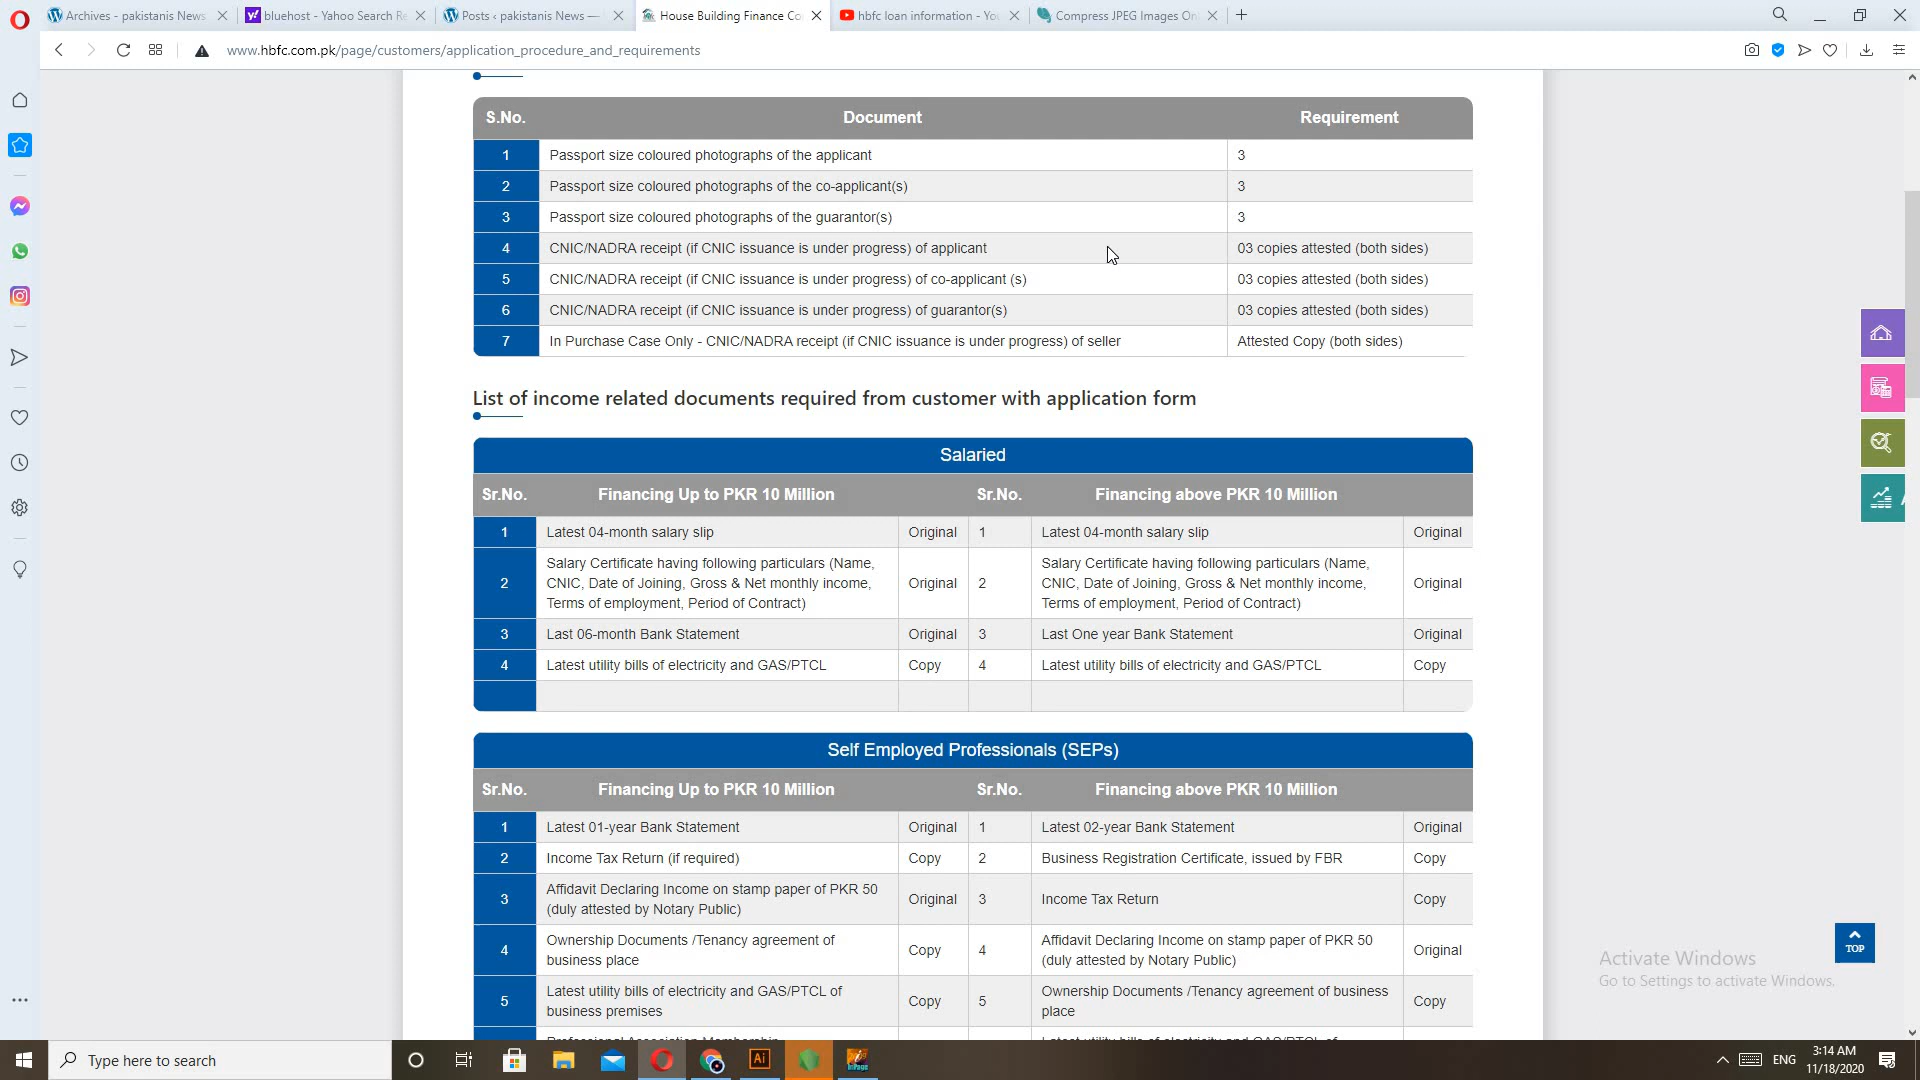 Archives - pakistanis News
bluehost - Yahoo Search Re
Posts ‹ pakistanis News —
House Building Finance Co
hbfc loan information - You
Compress JPEG Images On
www.hbfc.com.pk/page/customers/application_procedure_and_requirements
S.No. Document Requirement
1 Passport size coloured photographs of the applicant 3
2 Passport size coloured photographs of the co-applicant(s) 3
3 Passport size coloured photographs of the guarantor(s) 3
4 CNIC/NADRA receipt (if CNIC issuance is under progress) of applicant 03 copies attested (both sides)
5 CNIC/NADRA receipt (if CNIC issuance is under progress) of co-applicant (s) 03 copies attested (both sides)
6 CNIC/NADRA receipt (if CNIC issuance is under progress) of guarantor(s) 03 copies attested (both sides)
7 In Purchase Case Only - CNIC/NADRA receipt (if CNIC issuance is under progress) of seller Attested Copy (both sides)
List of income related documents required from customer with application form
Salaried
Sr.No. Financing Up to PKR 10 Million Sr.No. Financing above PKR 10 Million
1 Latest 04-month salary slip Original 1 Latest 04-month salary slip Original
Salary Certificate having following particulars (Name, Salary Certificate having following particulars (Name,
2 CNIC, Date of Joining, Gross & Net monthly income, Original 2 CNIC, Date of Joining, Gross & Net monthly income, Original
Terms of employment, Period of Contract) Terms of employment, Period of Contract)
3 Last 06-month Bank Statement Original 3 Last One year Bank Statement Original
4 Latest utility bills of electricity and GAS/PTCL Copy 4 Latest utility bills of electricity and GAS/PTCL Copy
Self Employed Professionals (SEPs)
Sr.No. Financing Up to PKR 10 Million Sr.No. Financing above PKR 10 Million
1 Latest 01-year Bank Statement Original 1 Latest 02-year Bank Statement Original
2 Income Tax Return (if required) Copy 2 Business Registration Certificate, issued by FBR Copy
3 Affidavit Declaring Income on stamp paper of PKR 50 Original 3 Income Tax Return Copy
(duly attested by Notary Public)
4 Ownership Documents /Tenancy agreement of Copy 4 Affidavit Declaring Income on stamp paper of PKR 50 Original
business place (duly attested by Notary Public)
5 Latest utility bills of electricity and GAS/PTCL of Copy 5 Ownership Documents /Tenancy agreement of business Copy
business premises place
TOP
Activate Windows
Go to Settings to activate Windows.
Type here to search
Ai
ENG
3:14 AM
11/18/2020